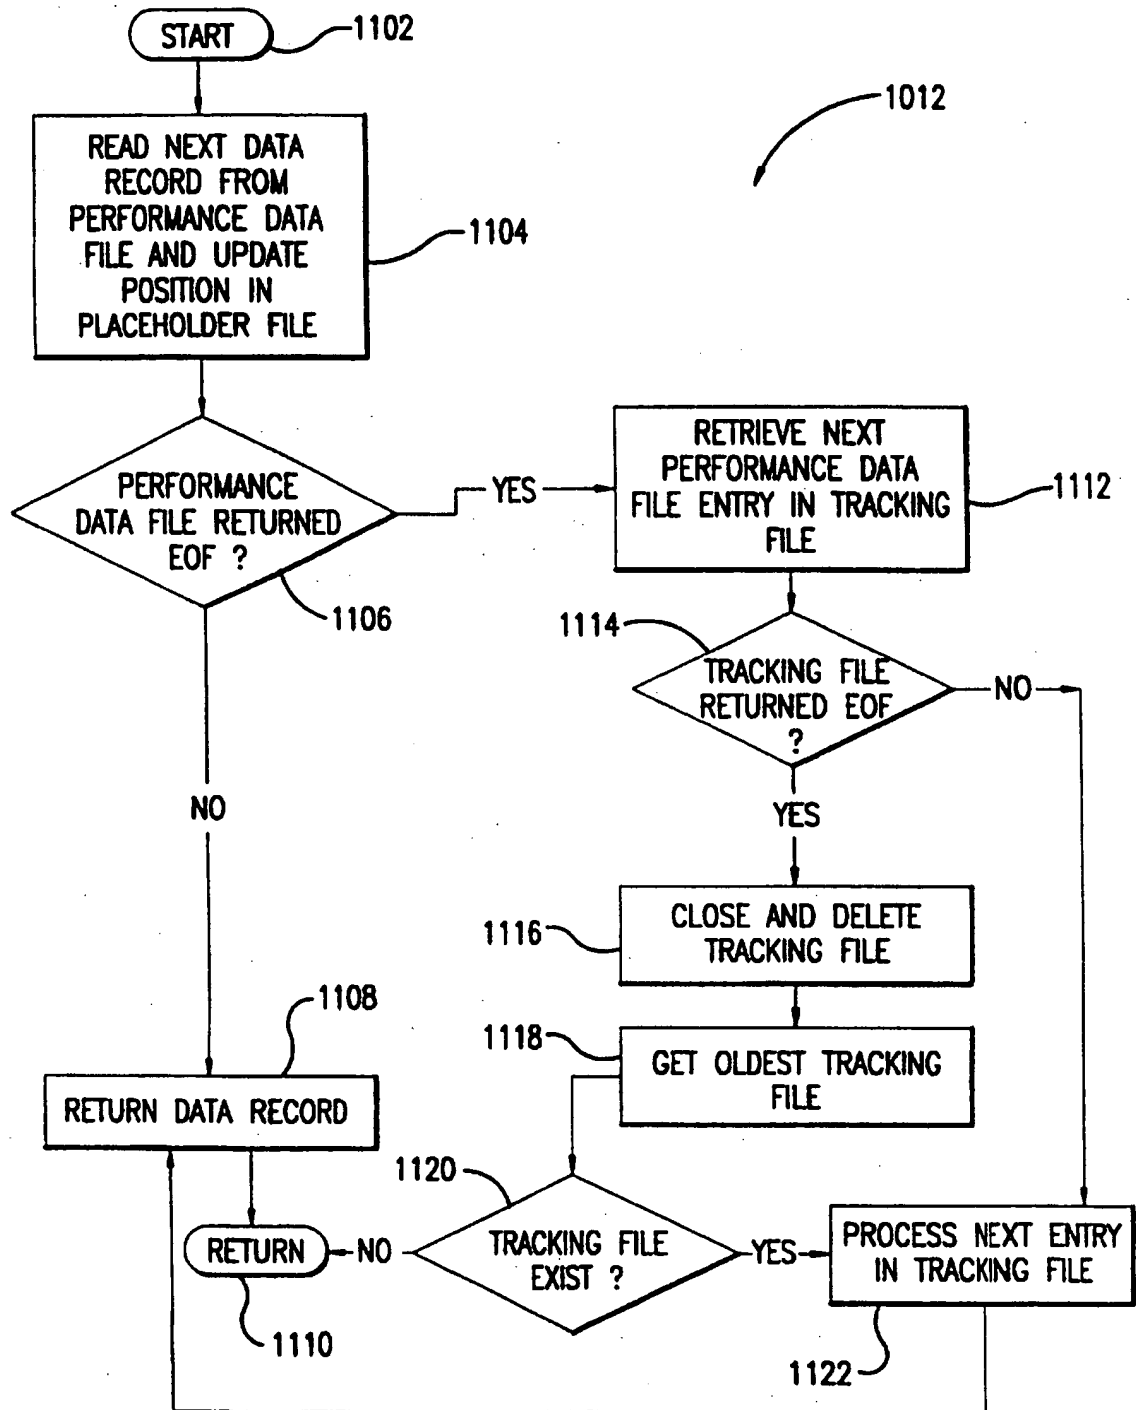 START
1102
1012
READ NEXT DATA
RECORD FROM
PERFORMANCE DATA
FILE AND UPDATE
POSITION IN
PLACEHOLDER FILE
1104
PERFORMANCE
DATA FILE RETURNED
EOF ?
1106
YES
RETRIEVE NEXT
PERFORMANCE DATA
FILE ENTRY IN TRACKING
FILE
1112
1114
TRACKING FILE
RETURNED EOF
?
NO
YES
NO
1116
CLOSE AND DELETE
TRACKING FILE
1118
GET OLDEST TRACKING
FILE
1108
RETURN DATA RECORD
1120
TRACKING FILE
EXIST ?
NO
RETURN
1110
YES
PROCESS NEXT ENTRY
IN TRACKING FILE
1122